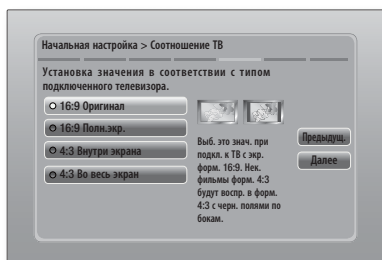 Начальная настройка > Соотношение ТВ
Установка значения в соответствии с типом
подключенного телевизора.
16:9 Оригинал
16:9 Полн.экр.
4:3 Внутри экрана
4:3 Во весь экран
Выб. это знач. при
подкл. к ТВ с экр.
форм. 16:9. Нек.
фильмы форм. 4:3
будут воспр. в форм.
4:3 с черн. полями по
бокам.
Предыдущ.
Далее